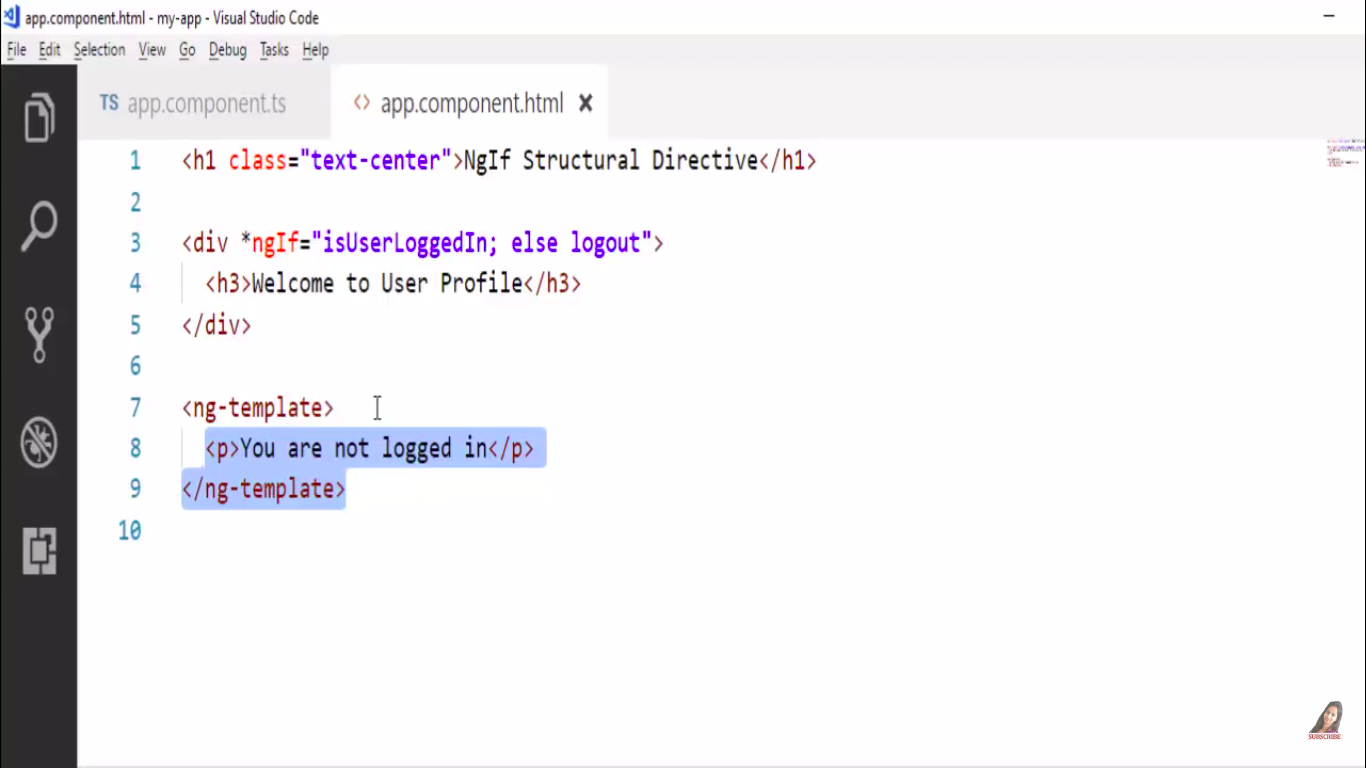 app.component.html - my-app - Visual Studio Code
File Edit Selection View Go Debug Tasks Help
TS app.component.ts <> app.component.html
1 <h1 class="text-center">NgIf Structural Directive</h1>
2
3 <div *ngIf="isUserLoggedIn; else logout">
4 <h3>Welcome to User Profile</h3>
5 </div>
6
7 <ng-template>
8 <p>You are not logged in</p>
9 </ng-template>
10
SUBSCRIBE